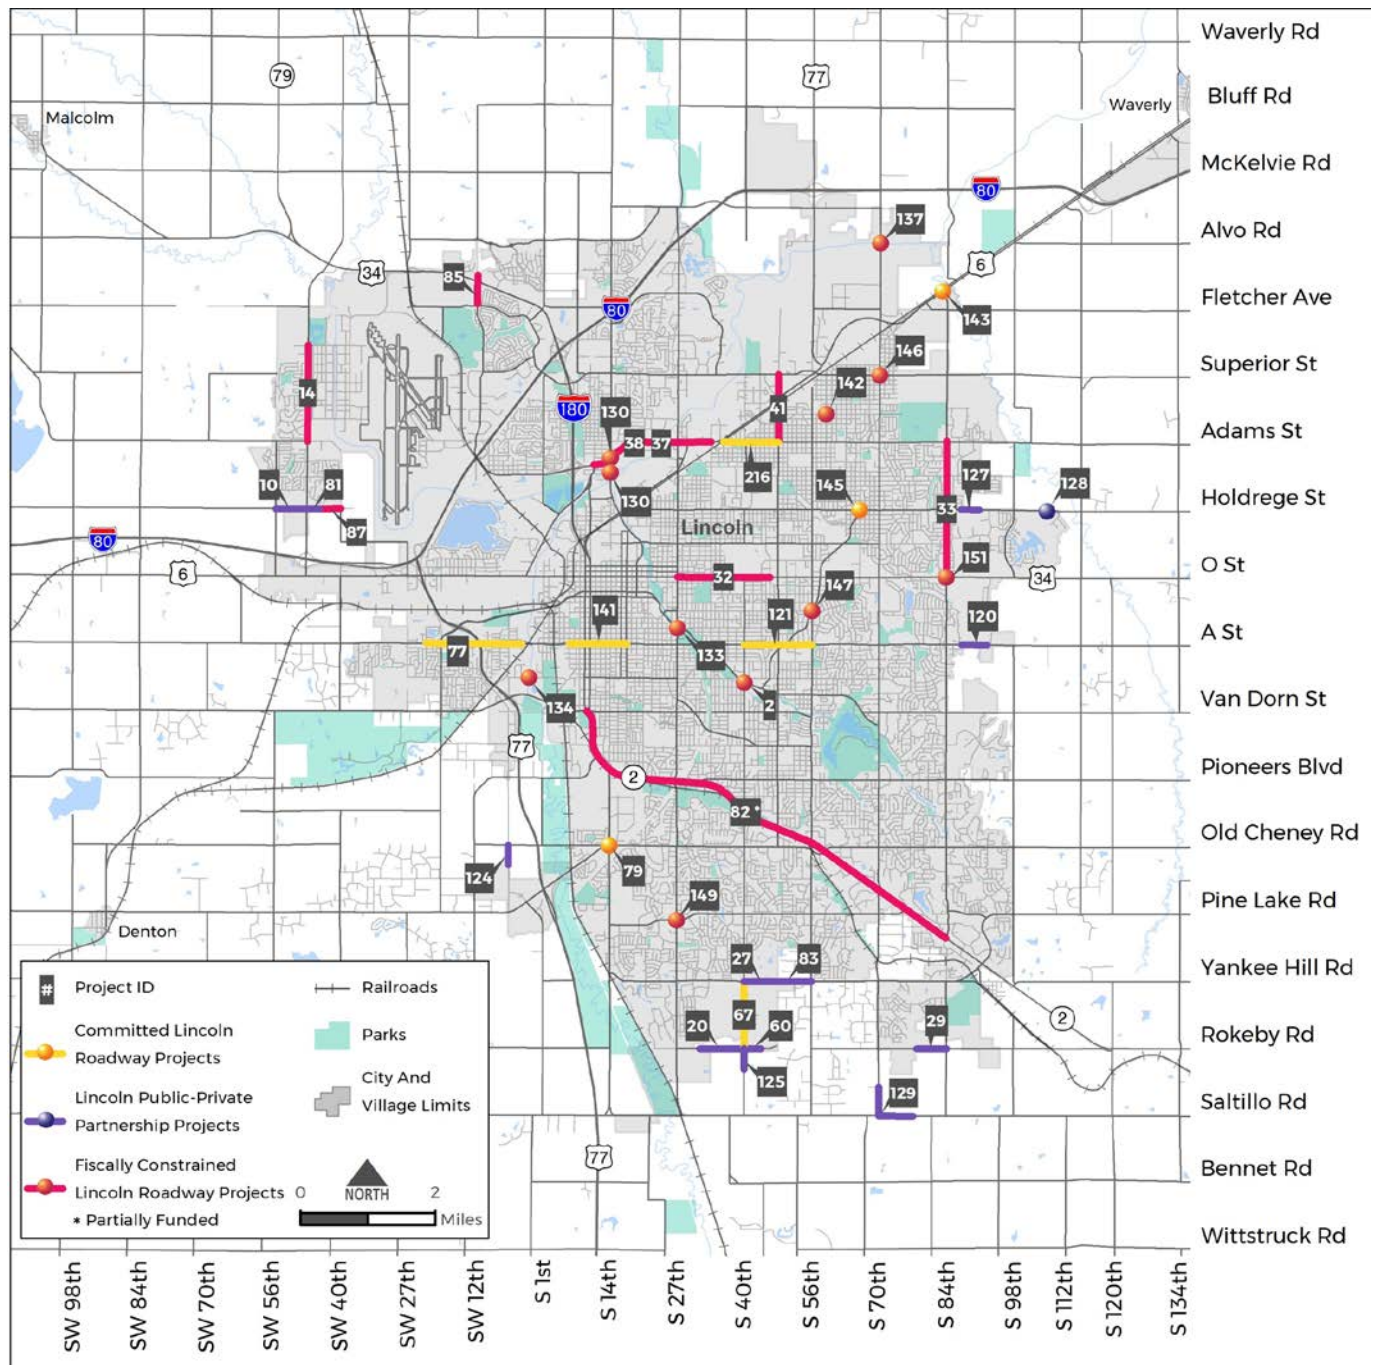 Waverly Rd
79
77
Bluff Rd
Waverly
Malcolm
McKelvie Rd
80
137
Alvo Rd
6
34
85
Fletcher Ave
80
143
146
Superior St
142
14
180
130
41
Adams St
38
37
216
10
81
145
127
128
Holdrege St
130
33
Lincoln
87
80
151
O St
6
32
34
147
141
121
120
A St
77
133
134
2
Van Dorn St
77
2
Pioneers Blvd
82*
Old Cheney Rd
124
79
149
Pine Lake Rd
Denton
27
83
Yankee Hill Rd
67
2
20
60
29
Rokeby Rd
125
129
Saltillo Rd
77
Bennet Rd
Wittstruck Rd
# Project ID
Committed Lincoln
Roadway Projects
Lincoln Public-Private
Partnership Projects
Fiscally Constrained
Lincoln Roadway Projects
* Partially Funded
Railroads
Parks
City And
Village Limits
NORTH
0 2
Miles
SW 98th
SW 84th
SW 70th
SW 56th
SW 40th
SW 27th
SW 12th
S 1st
S 14th
S 27th
S 40th
S 56th
S 70th
S 84th
S 98th
S 112th
S 120th
S 134th